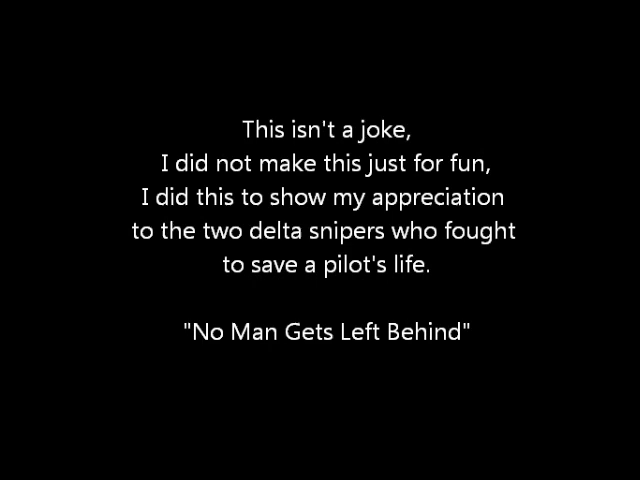 This isn't a joke,
I did not make this just for fun,
I did this to show my appreciation
to the two delta snipers who fought
to save a pilot's life.
"No Man Gets Left Behind"